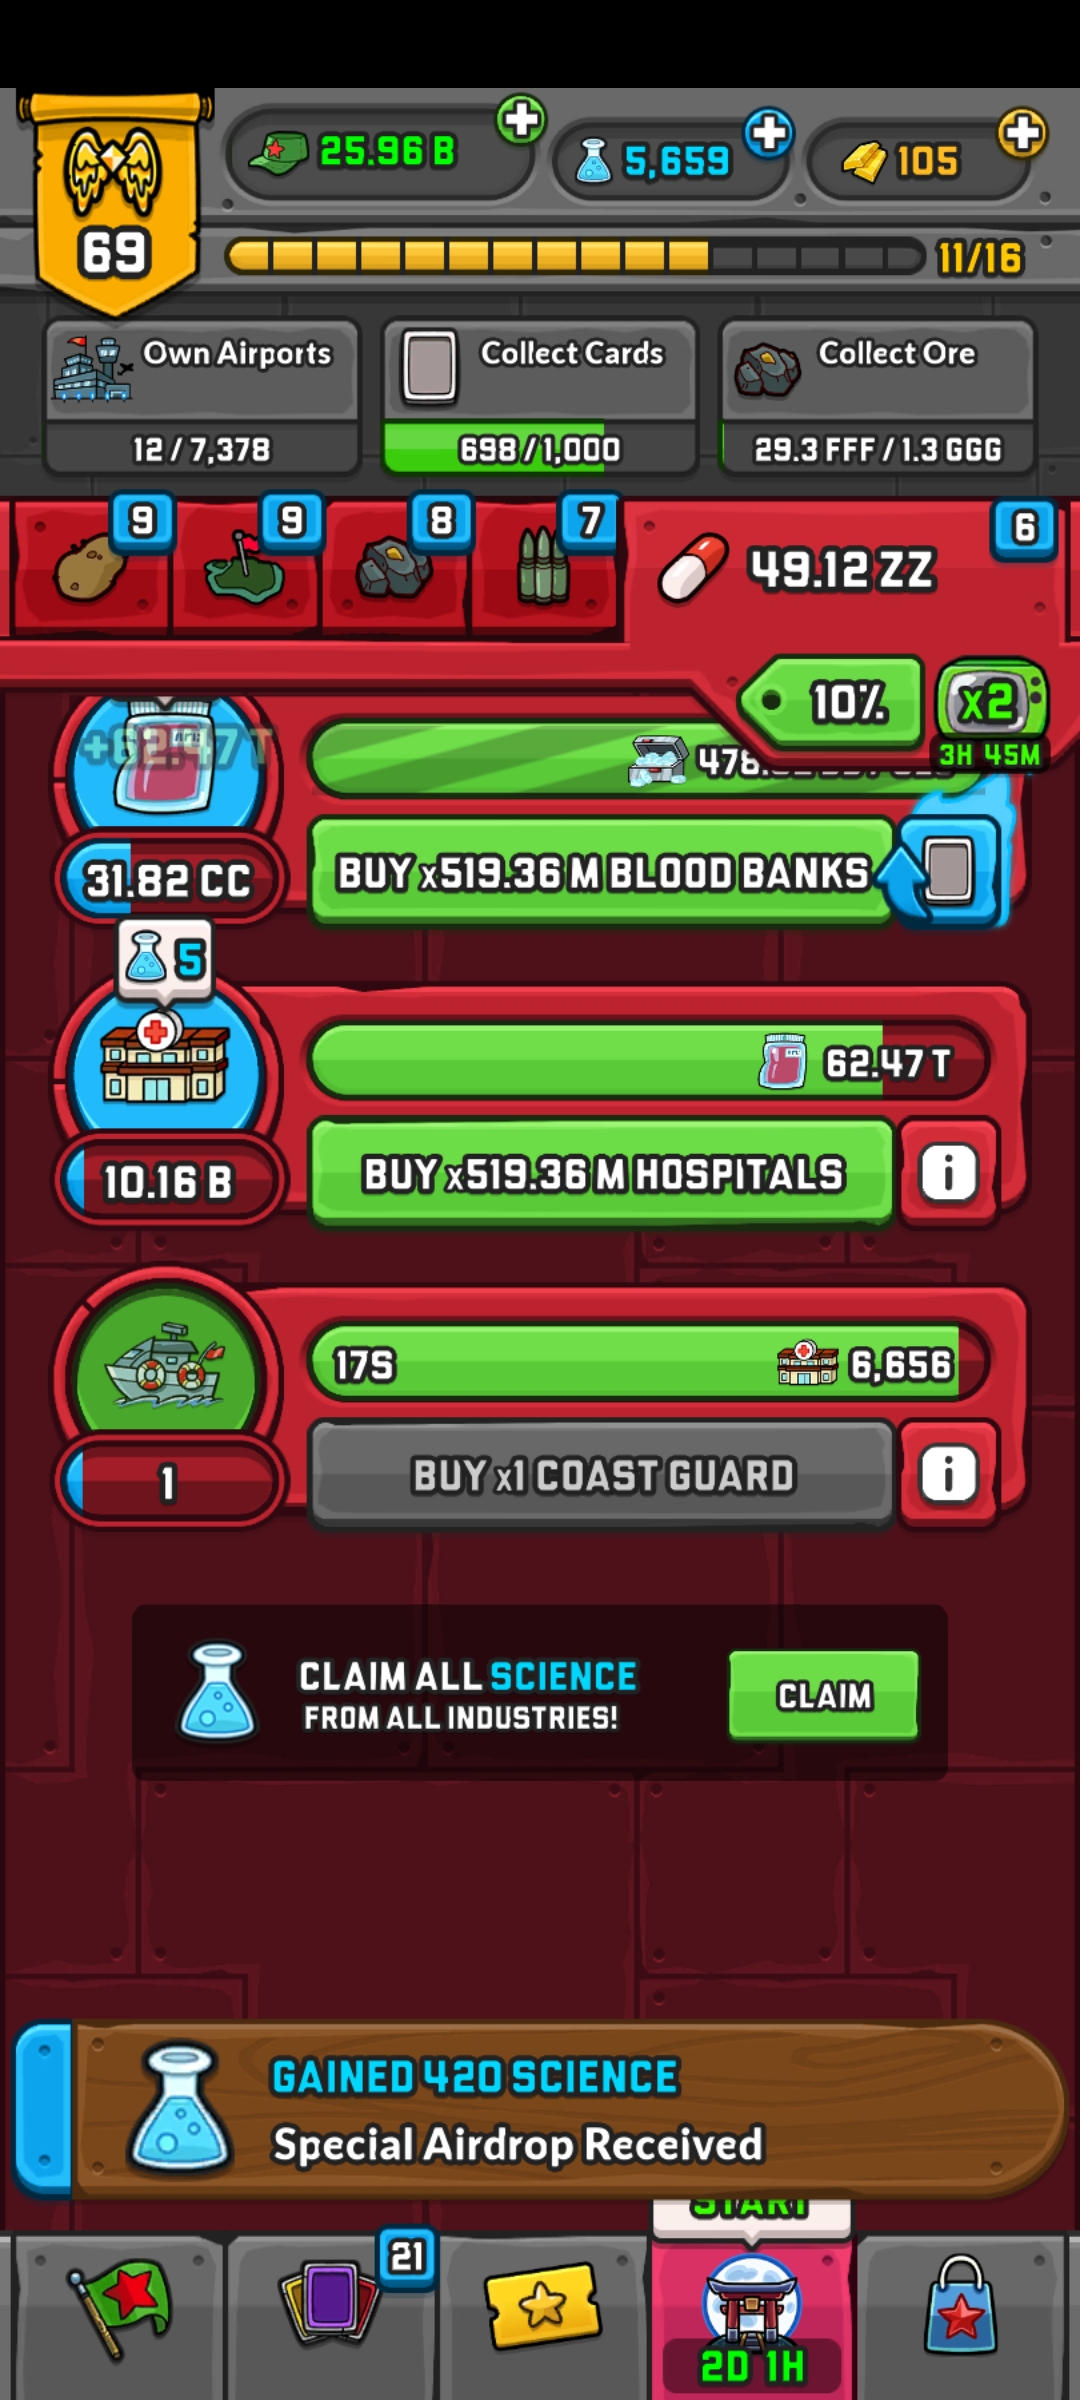 25.96 B
5,659
105
69
11/16
Own Airports
12 / 7,378
Collect Cards
698 / 1,000
Collect Ore
29.3 FFF / 1.3 GGG
9
9
8
7
49.12 ZZ
6
10%
x2
3H 45M
+62.47 T
31.82 CC
BUY x519.36 M BLOOD BANKS
5
62.47 T
10.16 B
BUY x519.36 M HOSPITALS
i
17S
6,656
1
BUY x1 COAST GUARD
i
CLAIM ALL SCIENCE
FROM ALL INDUSTRIES!
CLAIM
GAINED 420 SCIENCE
Special Airdrop Received
START
21
2D 1H